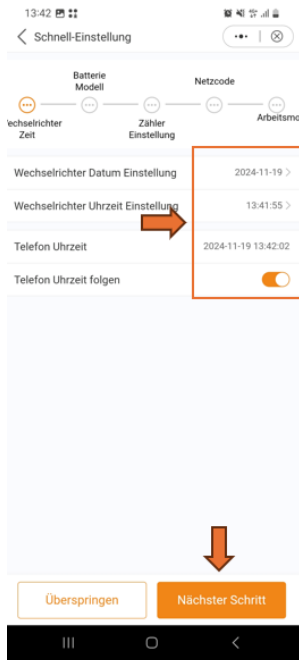 13:42
Schnell-Einstellung
Batterie
Modell
Netzcode
Wechselrichter
Zeit
Zähler
Einstellung
Arbeitsmo
Wechselrichter Datum Einstellung 2024-11-19
Wechselrichter Uhrzeit Einstellung 13:41:55
Telefon Uhrzeit 2024-11-19 13:42:02
Telefon Uhrzeit folgen
Überspringen Nächster Schritt